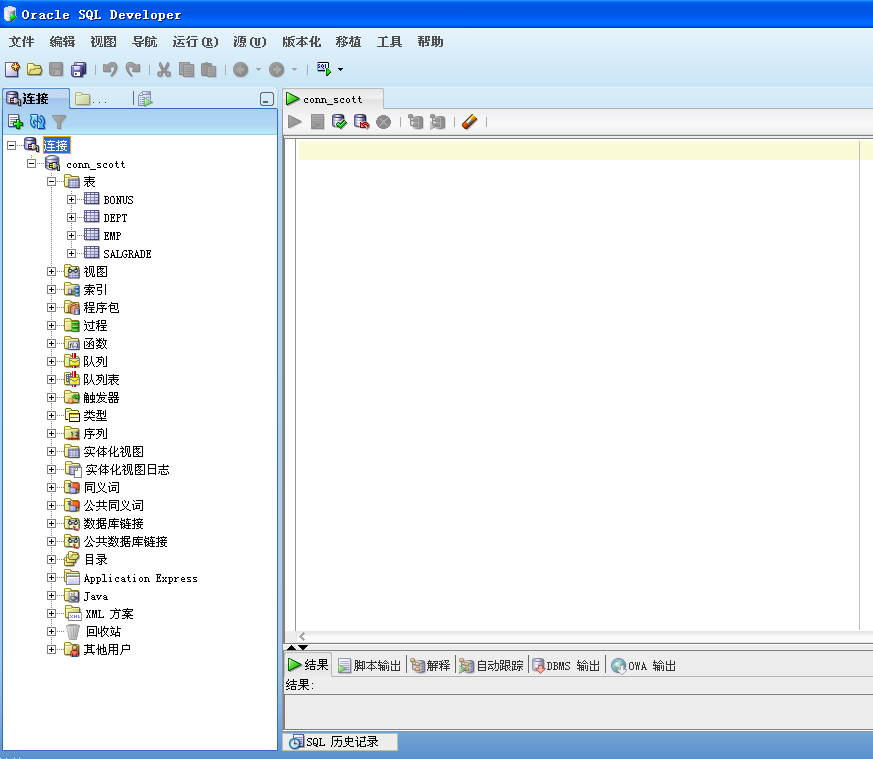 Oracle SQL Developer
文件 编辑 视图 导航 运行(R) 源(U) 版本化 移植 工具 帮助
SQL
连接 ...
conn_scott
连接
conn_scott
表
BONUS
DEPT
EMP
SALGRADE
视图
索引
程序包
过程
函数
队列
队列表
触发器
类型
序列
实体化视图
实体化视图日志
同义词
公共同义词
数据库链接
公共数据库链接
目录
Application Express
Java
XML 方案
回收站
其他用户
结果 脚本输出 解释 自动跟踪 DBMS 输出 OWA 输出
结果:
SQL 历史记录